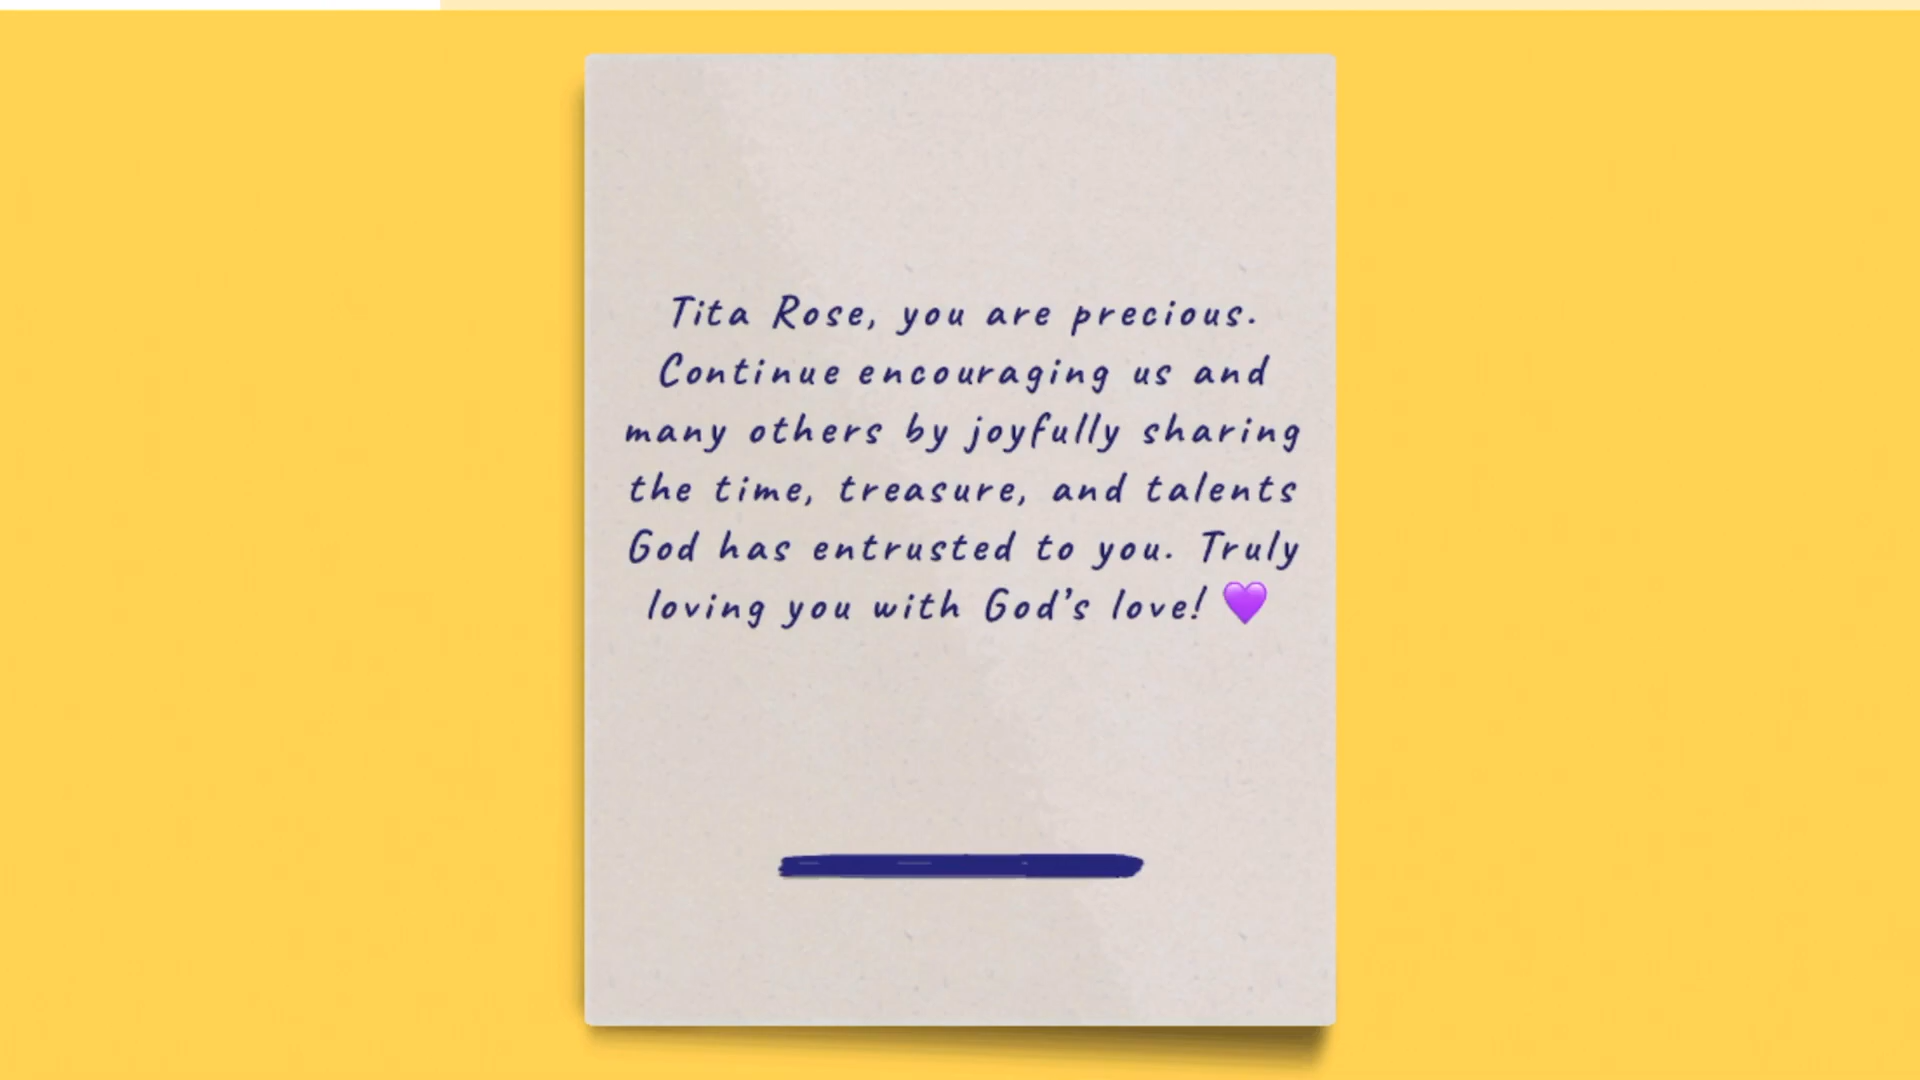 Tita Rose, you are precious.
Continue encouraging us and
many others by joyfully sharing
the time, treasure, and talents
God has entrusted to you. Truly
loving you with God's love! 💜